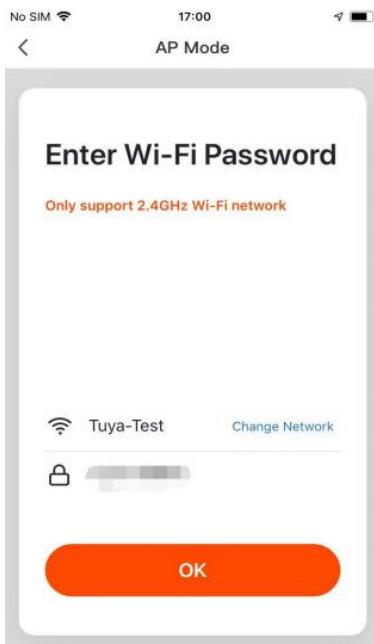 No SIM 17:00
AP Mode
Enter Wi-Fi Password
Only support 2.4GHz Wi-Fi network
Tuya-Test Change Network
OK